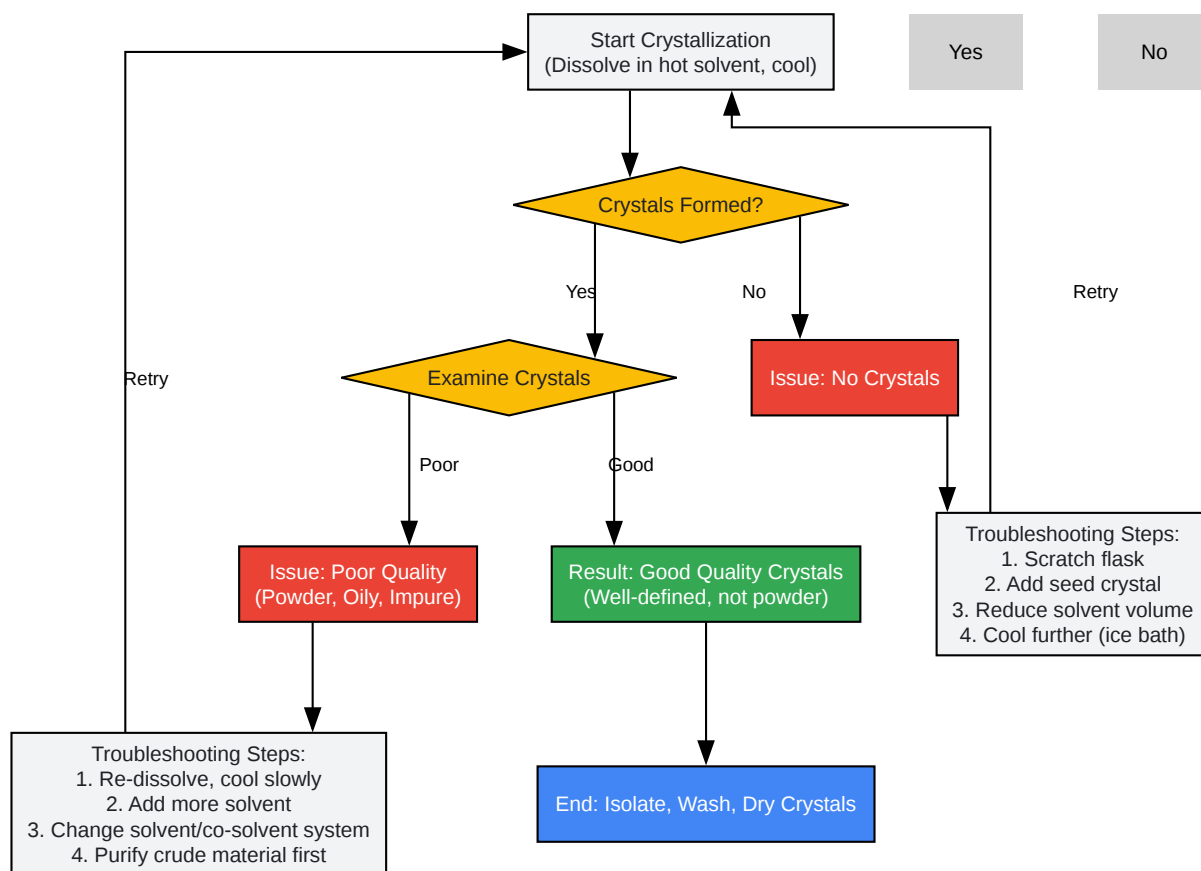 Start Crystallization
(Dissolve in hot solvent, cool)
Yes
No
Crystals Formed?
Yes
No
Retry
Retry
Examine Crystals
Issue: No Crystals
Poor
Good
Troubleshooting Steps:
1. Scratch flask
2. Add seed crystal
3. Reduce solvent volume
4. Cool further (ice bath)
Issue: Poor Quality
(Powder, Oily, Impure)
Result: Good Quality Crystals
(Well-defined, not powder)
Troubleshooting Steps:
1. Re-dissolve, cool slowly
2. Add more solvent
3. Change solvent/co-solvent system
4. Purify crude material first
End: Isolate, Wash, Dry Crystals